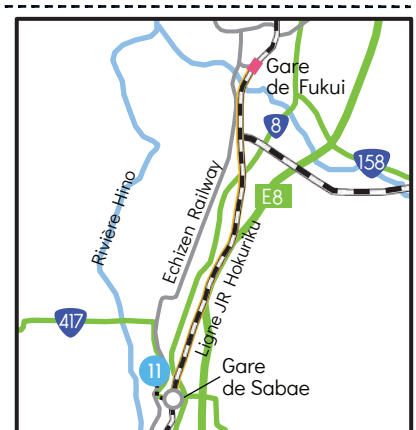 Gare
de Fukui
8
158
E8
Rivière Hino
Echizen Railway
Ligne JR Hokuriku
417
11
Gare
de Sabae